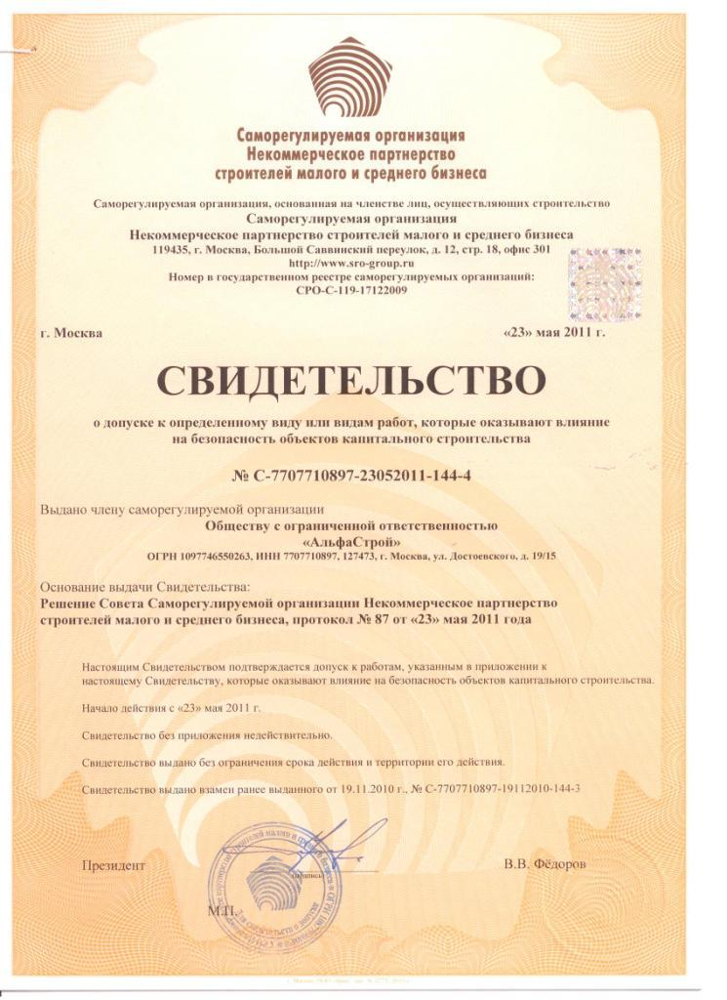 Саморегулируемая организация
Некоммерческое партнерство
строителей малого и среднего бизнеса
Саморегулируемая организация, основанная на членстве лиц, осуществляющих строительство
Саморегулируемая организация
Некоммерческое партнерство строителей малого и среднего бизнеса
119435, г. Москва, Большой Саввинский переулок, д. 12, стр. 18, офис 301
http://www.sro-group.ru
Номер в государственном реестре саморегулируемых организаций:
СРО-С-119-17122009
г. Москва «23» мая 2011 г.
СВИДЕТЕЛЬСТВО
о допуске к определенному виду или видам работ, которые оказывают влияние
на безопасность объектов капитального строительства
№ С-7707710897-23052011-144-4
Выдано члену саморегулируемой организации
Обществу с ограниченной ответственностью
«АльфаСтрой»
ОГРН 1097746550263, ИНН 7707710897, 127473, г. Москва, ул. Достоевского, д. 19/15
Основание выдачи Свидетельства:
Решение Совета Саморегулируемой организации Некоммерческое партнерство
строителей малого и среднего бизнеса, протокол № 87 от «23» мая 2011 года
Настоящим Свидетельством подтверждается допуск к работам, указанным в приложении к
настоящему Свидетельству, которые оказывают влияние на безопасность объектов капитального строительства.
Начало действия с «23» мая 2011 г.
Свидетельство без приложения недействительно.
Свидетельство выдано без ограничения срока действия и территории его действия.
Свидетельство выдано взамен ранее выданного от 19.11.2010 г., № С-7707710897-19112010-144-3
Президент В.В. Фёдоров
(подпись)
М.П.